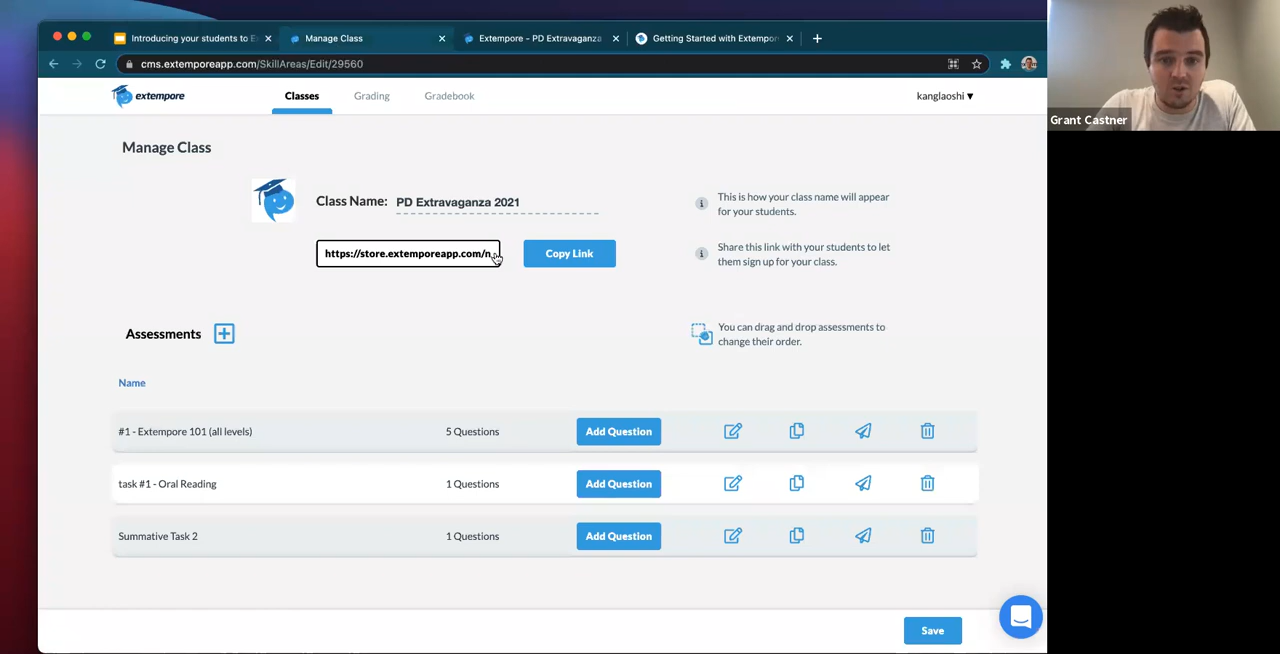 Introducing your students to E
Manage Class
Extempore - PD Extravaganza
Getting Started with Extempor
cms.extemporeapp.com/SkillAreas/Edit/29560
extempore
Classes
Grading
Gradebook
kanglaoshi ▼
Grant Castner
Manage Class
Class Name: PD Extravaganza 2021
This is how your class name will appear
for your students.
https://store.extemporeapp.com/n
Copy Link
Share this link with your students to let
them sign up for your class.
Assessments
You can drag and drop assessments to
change their order.
Name
#1 - Extempore 101 (all levels) 5 Questions Add Question
task #1 - Oral Reading 1 Questions Add Question
Summative Task 2 1 Questions Add Question
Save